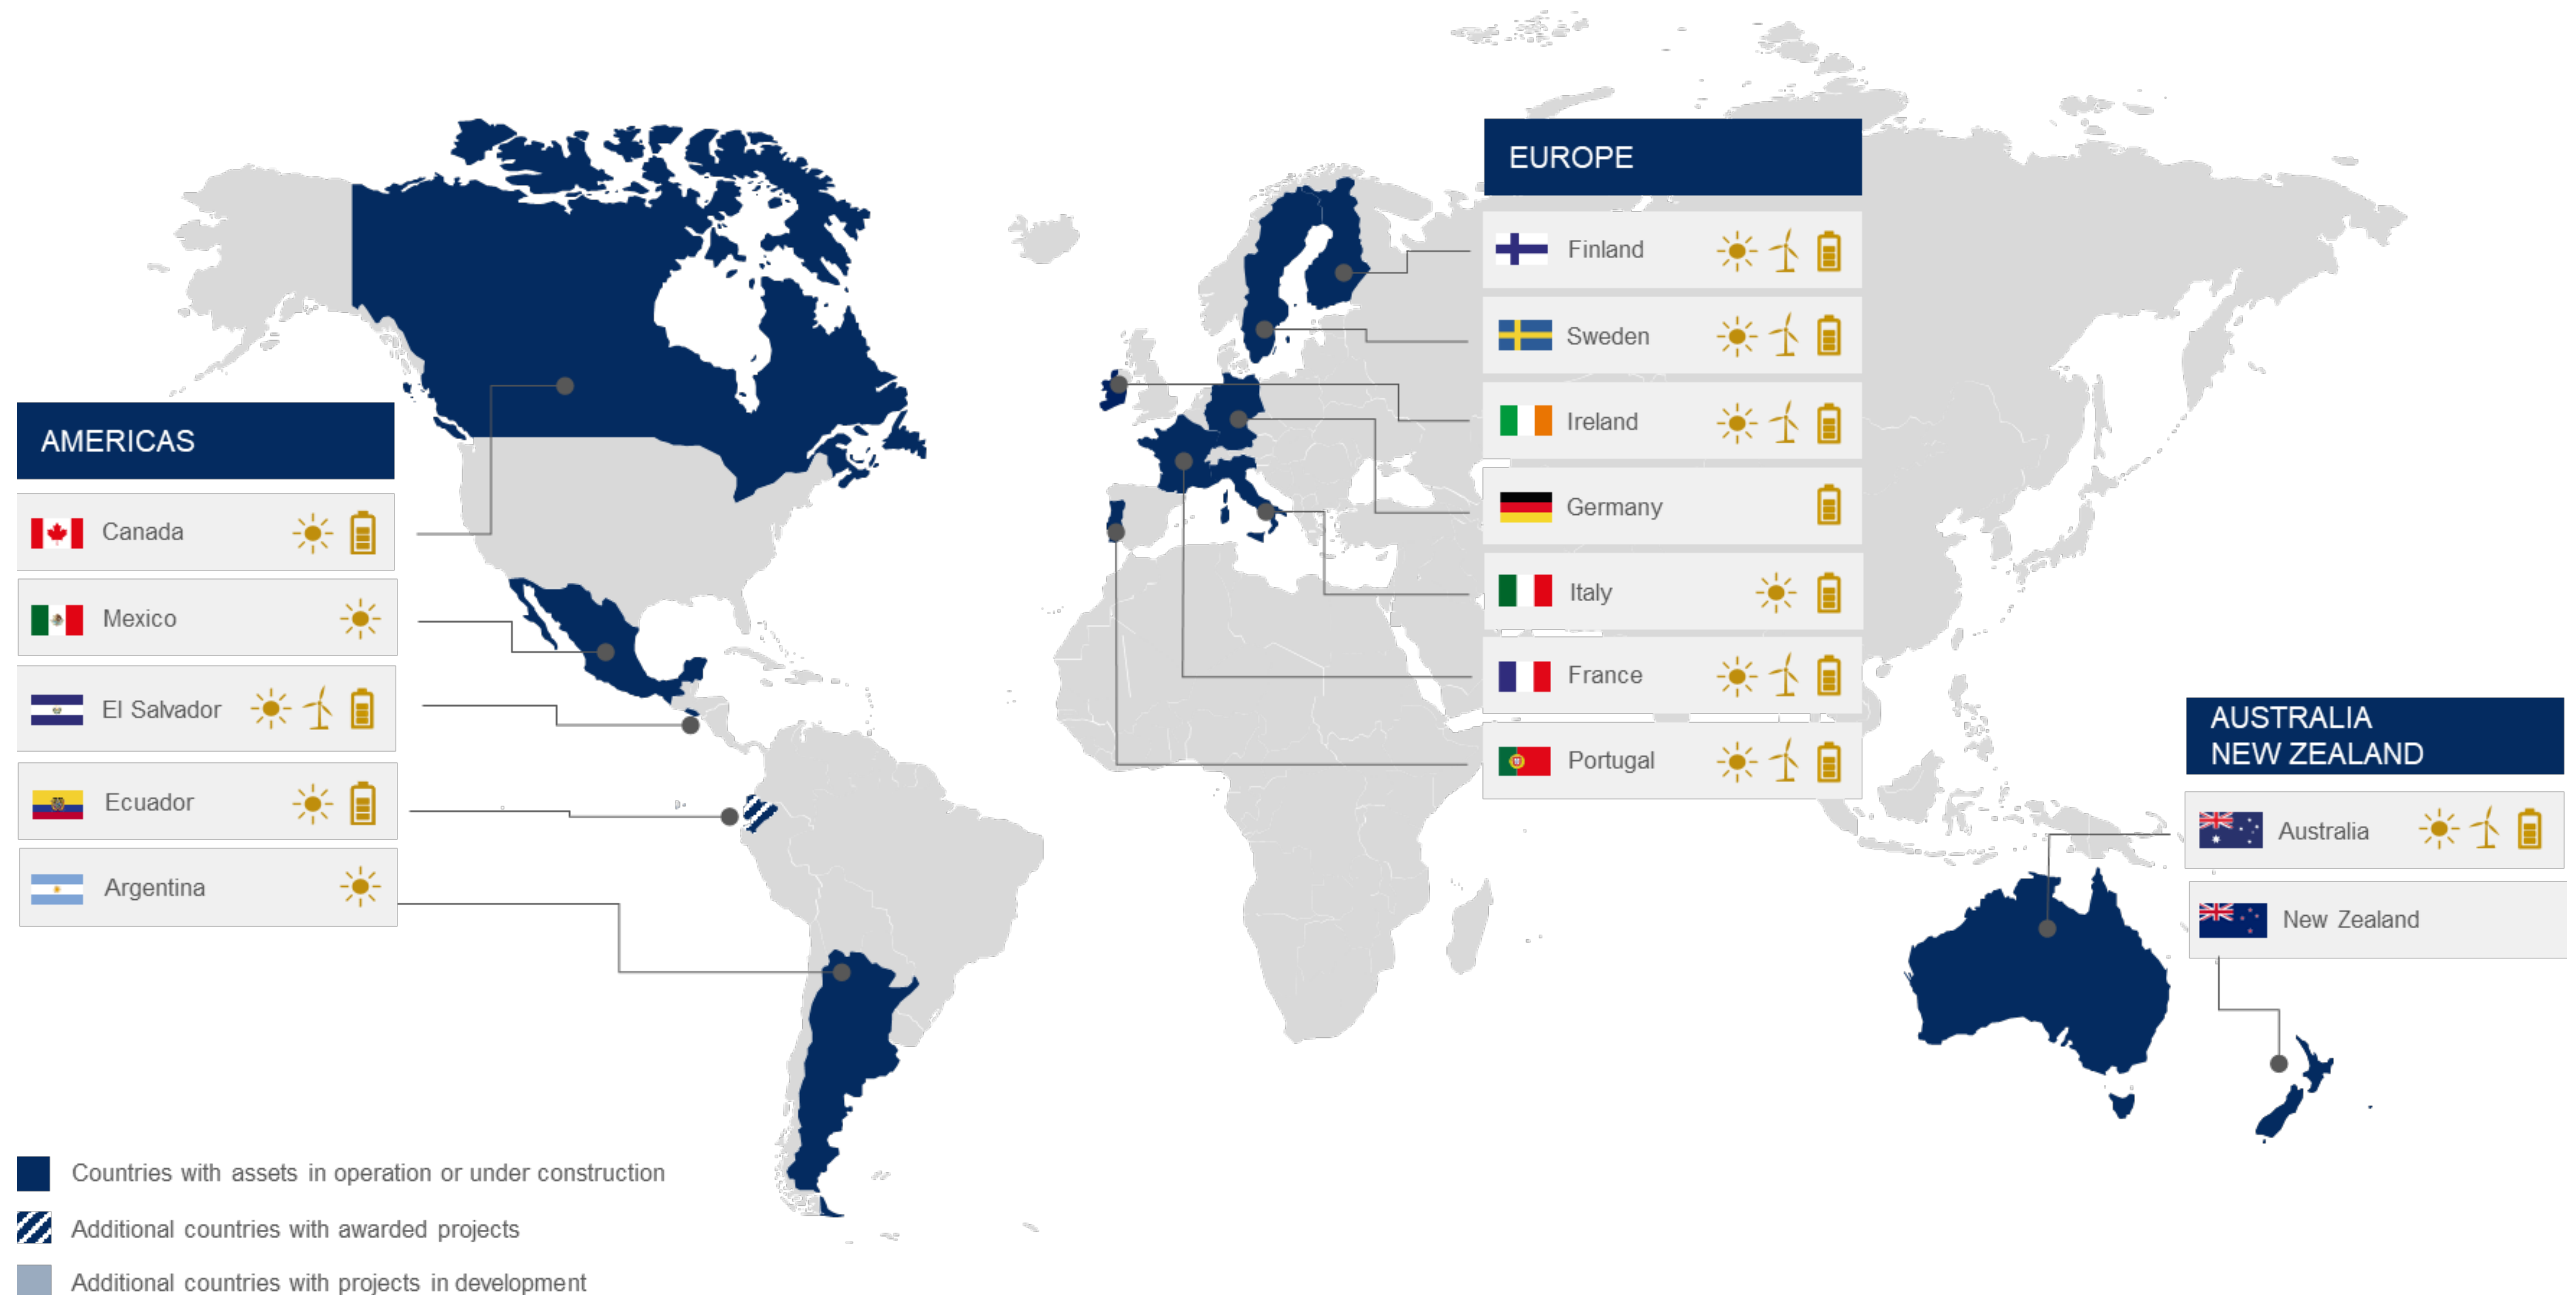 EUROPE
Finland
Sweden
Ireland
Germany
Italy
France
Portugal
AMERICAS
Canada
Mexico
El Salvador
Ecuador
Argentina
AUSTRALIA
NEW ZEALAND
Australia
New Zealand
Countries with assets in operation or under construction
Additional countries with awarded projects
Additional countries with projects in development